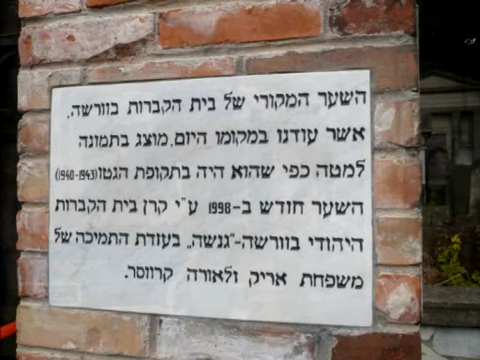 השער המקורי של בית הקברות בוורשה,
אשר עודנו במקומו היום, מוצג בתמונה
למטה כפי שהוא היה בתקופת הגטו (1940-1943)
השער חודש ב-1998 ע"י קרן בית הקברות
היהודי בוורשה-"גנשה", בעזרת התמיכה של
משפחת אריק ולאורה קרווסר.